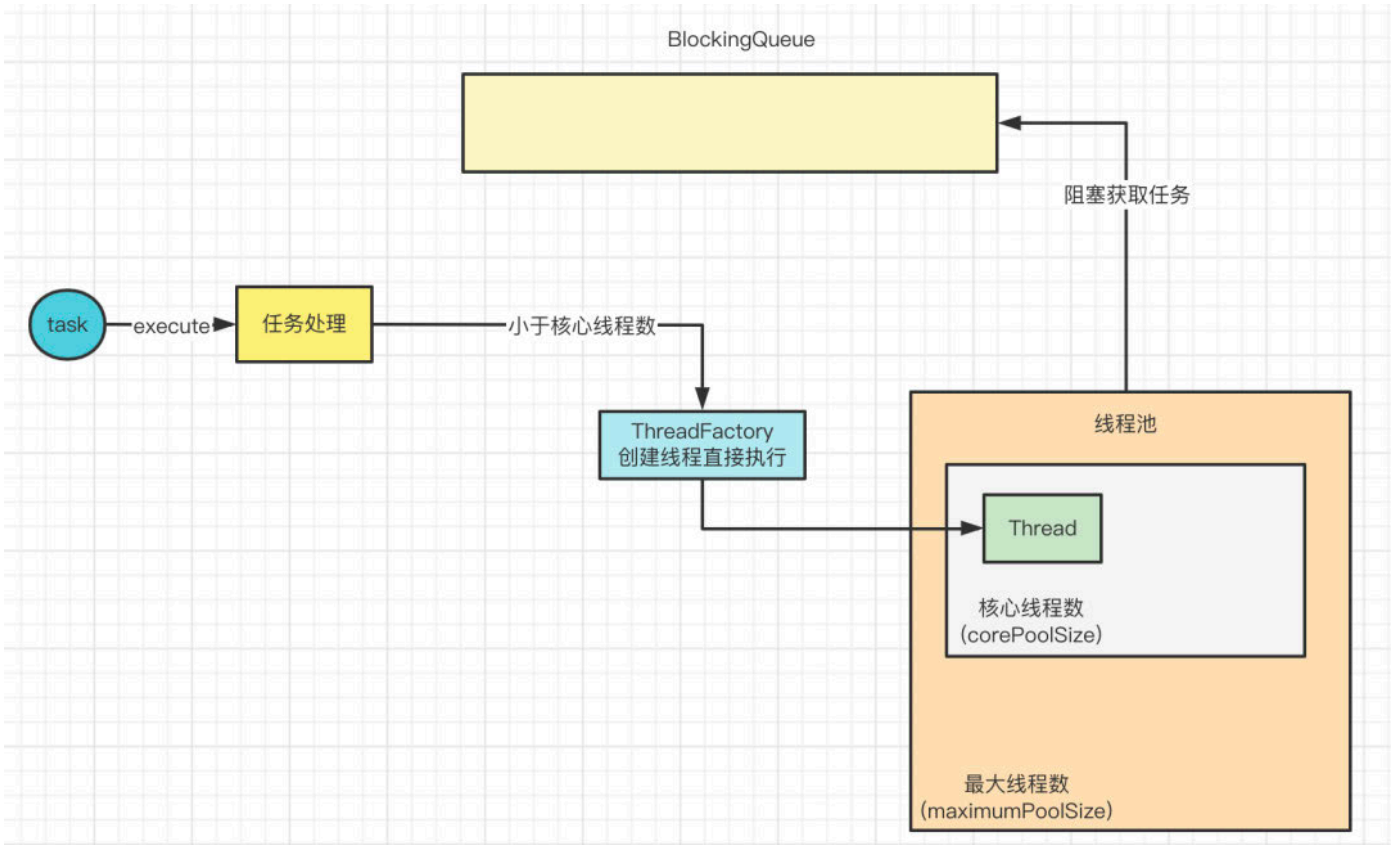 BlockingQueue
阻塞获取任务
task
execute
任务处理
小于核心线程数
ThreadFactory
创建线程直接执行
线程池
Thread
核心线程数
(corePoolSize)
最大线程数
(maximumPoolSize)